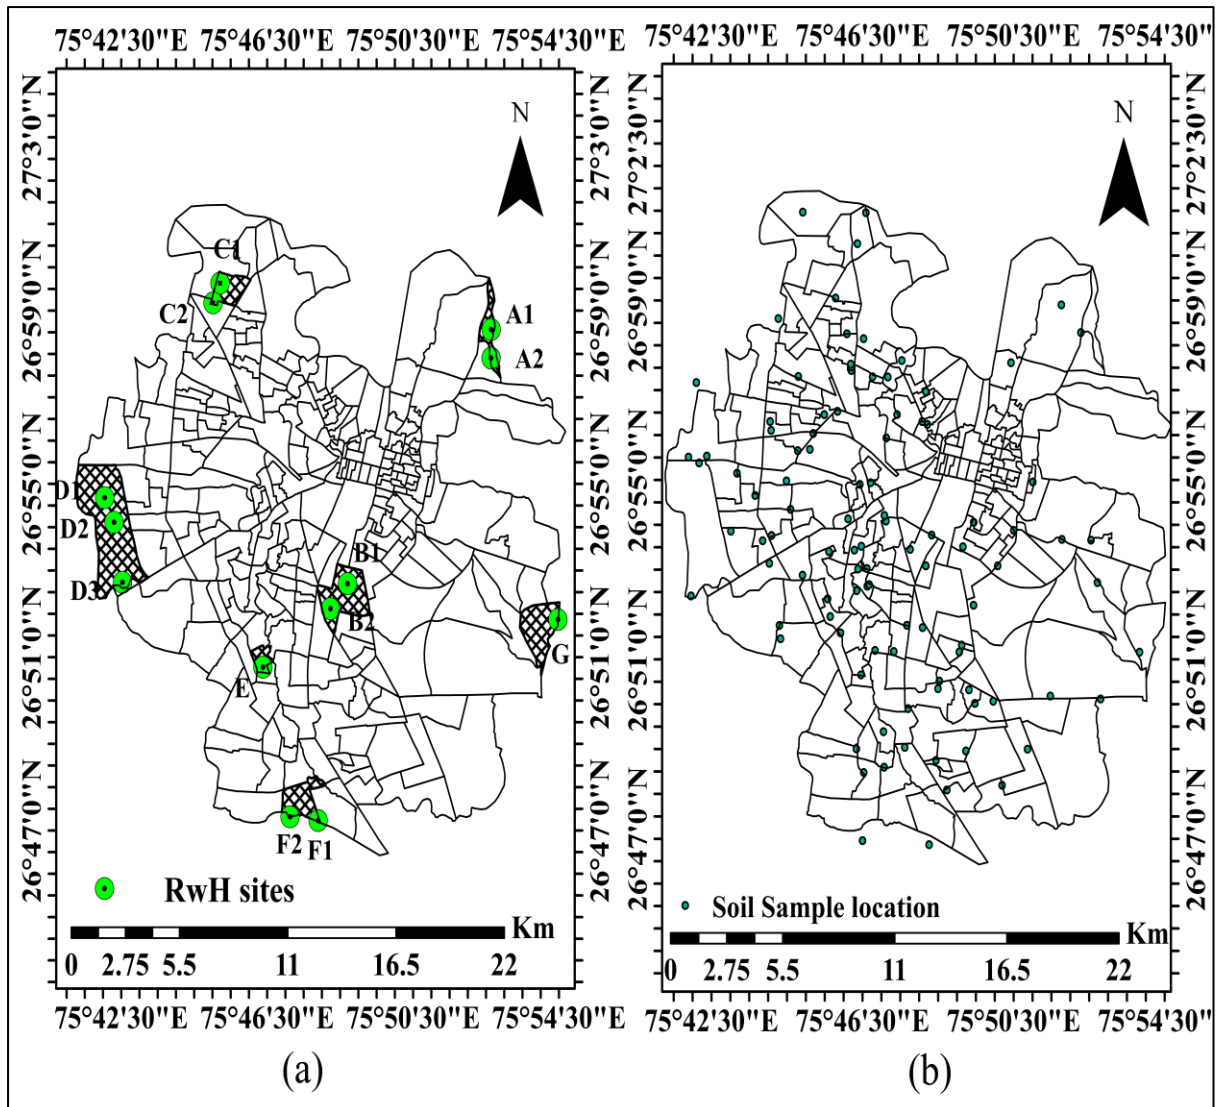 75°42'30"E 75°46'30"E 75°50'30"E 75°54'30"E
27°3'0"N
26°59'0"N
26°55'0"N
26°51'0"N
26°47'0"N
N
C1
C2
A1
A2
D1
D2
D3
B1
B2
G
E
F2 F1
RwH sites
Km
0 2.75 5.5 11 16.5 22
27°3'0"N
26°59'0"N
26°55'0"N
26°51'0"N
26°47'0"N
75°42'30"E 75°46'30"E 75°50'30"E 75°54'30"E
(a)
75°42'30"E 75°46'30"E 75°50'30"E 75°54'30"
27°2'30"N
26°59'0"N
26°55'0"N
26°51'0"N
26°47'0"N
N
Soil Sample location
Km
0 2.75 5.5 11 16.5 22
27°2'30"N
26°59'0"N
26°55'0"N
26°51'0"N
26°47'0"N
75°42'30"E 75°46'30"E 75°50'30"E 75°54'30"
(b)